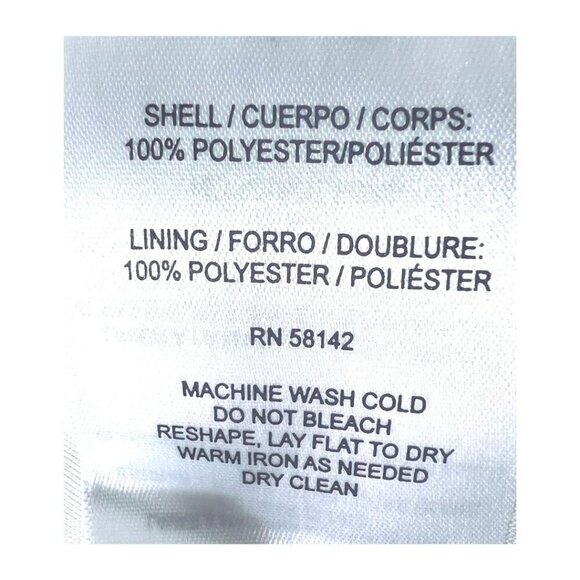 SHELL / CUERPO / CORPS:
100% POLYESTER/POLIÉSTER
LINING / FORRO / DOUBLURE:
100% POLYESTER / POLIÉSTER
RN 58142
MACHINE WASH COLD
DO NOT BLEACH
RESHAPE, LAY FLAT TO DRY
WARM IRON AS NEEDED
DRY CLEAN